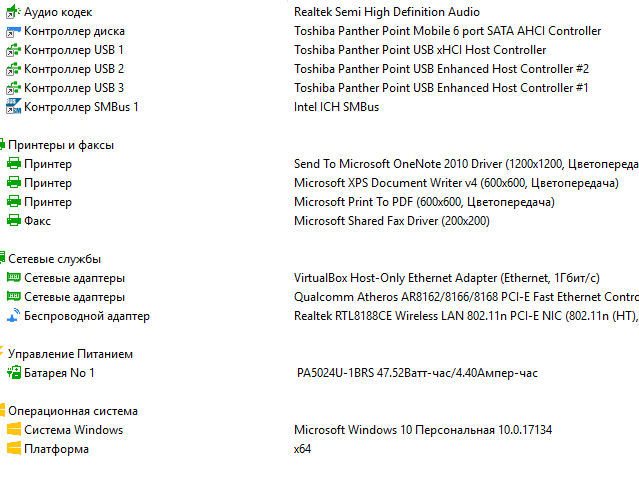 Аудио кодек Realtek Semi High Definition Audio
Контроллер диска Toshiba Panther Point Mobile 6 port SATA AHCI Controller
Контроллер USB 1 Toshiba Panther Point USB xHCI Host Controller
Контроллер USB 2 Toshiba Panther Point USB Enhanced Host Controller #2
Контроллер USB 3 Toshiba Panther Point USB Enhanced Host Controller #1
Контроллер SMBus 1 Intel ICH SMBus
Принтеры и факсы
Принтер Send To Microsoft OneNote 2010 Driver (1200x1200, Цветопереда
Принтер Microsoft XPS Document Writer v4 (600x600, Цветопередача)
Принтер Microsoft Print To PDF (600x600, Цветопередача)
Факс Microsoft Shared Fax Driver (200x200)
Сетевые службы
Сетевые адаптеры VirtualBox Host-Only Ethernet Adapter (Ethernet, 1Гбит/с)
Сетевые адаптеры Qualcomm Atheros AR8162/8166/8168 PCI-E Fast Ethernet Contro
Беспроводной адаптер Realtek RTL8188CE Wireless LAN 802.11n PCI-E NIC (802.11n (HT),
Управление Питанием
Батарея No 1 PA5024U-1BRS 47.52Ватт-час/4.40Ампер-час
Операционная система
Система Windows Microsoft Windows 10 Персональная 10.0.17134
Платформа x64